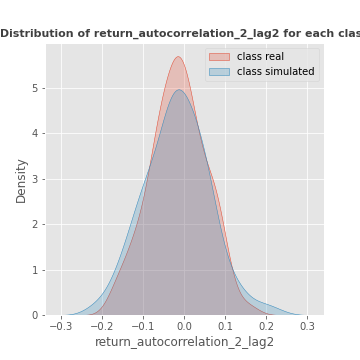 Distribution of return_autocorrelation_2_lag2 for each clas
class real
class simulated
Density
5
4
3
2
1
0
−0.3 −0.2 −0.1 0.0 0.1 0.2 0.3
return_autocorrelation_2_lag2